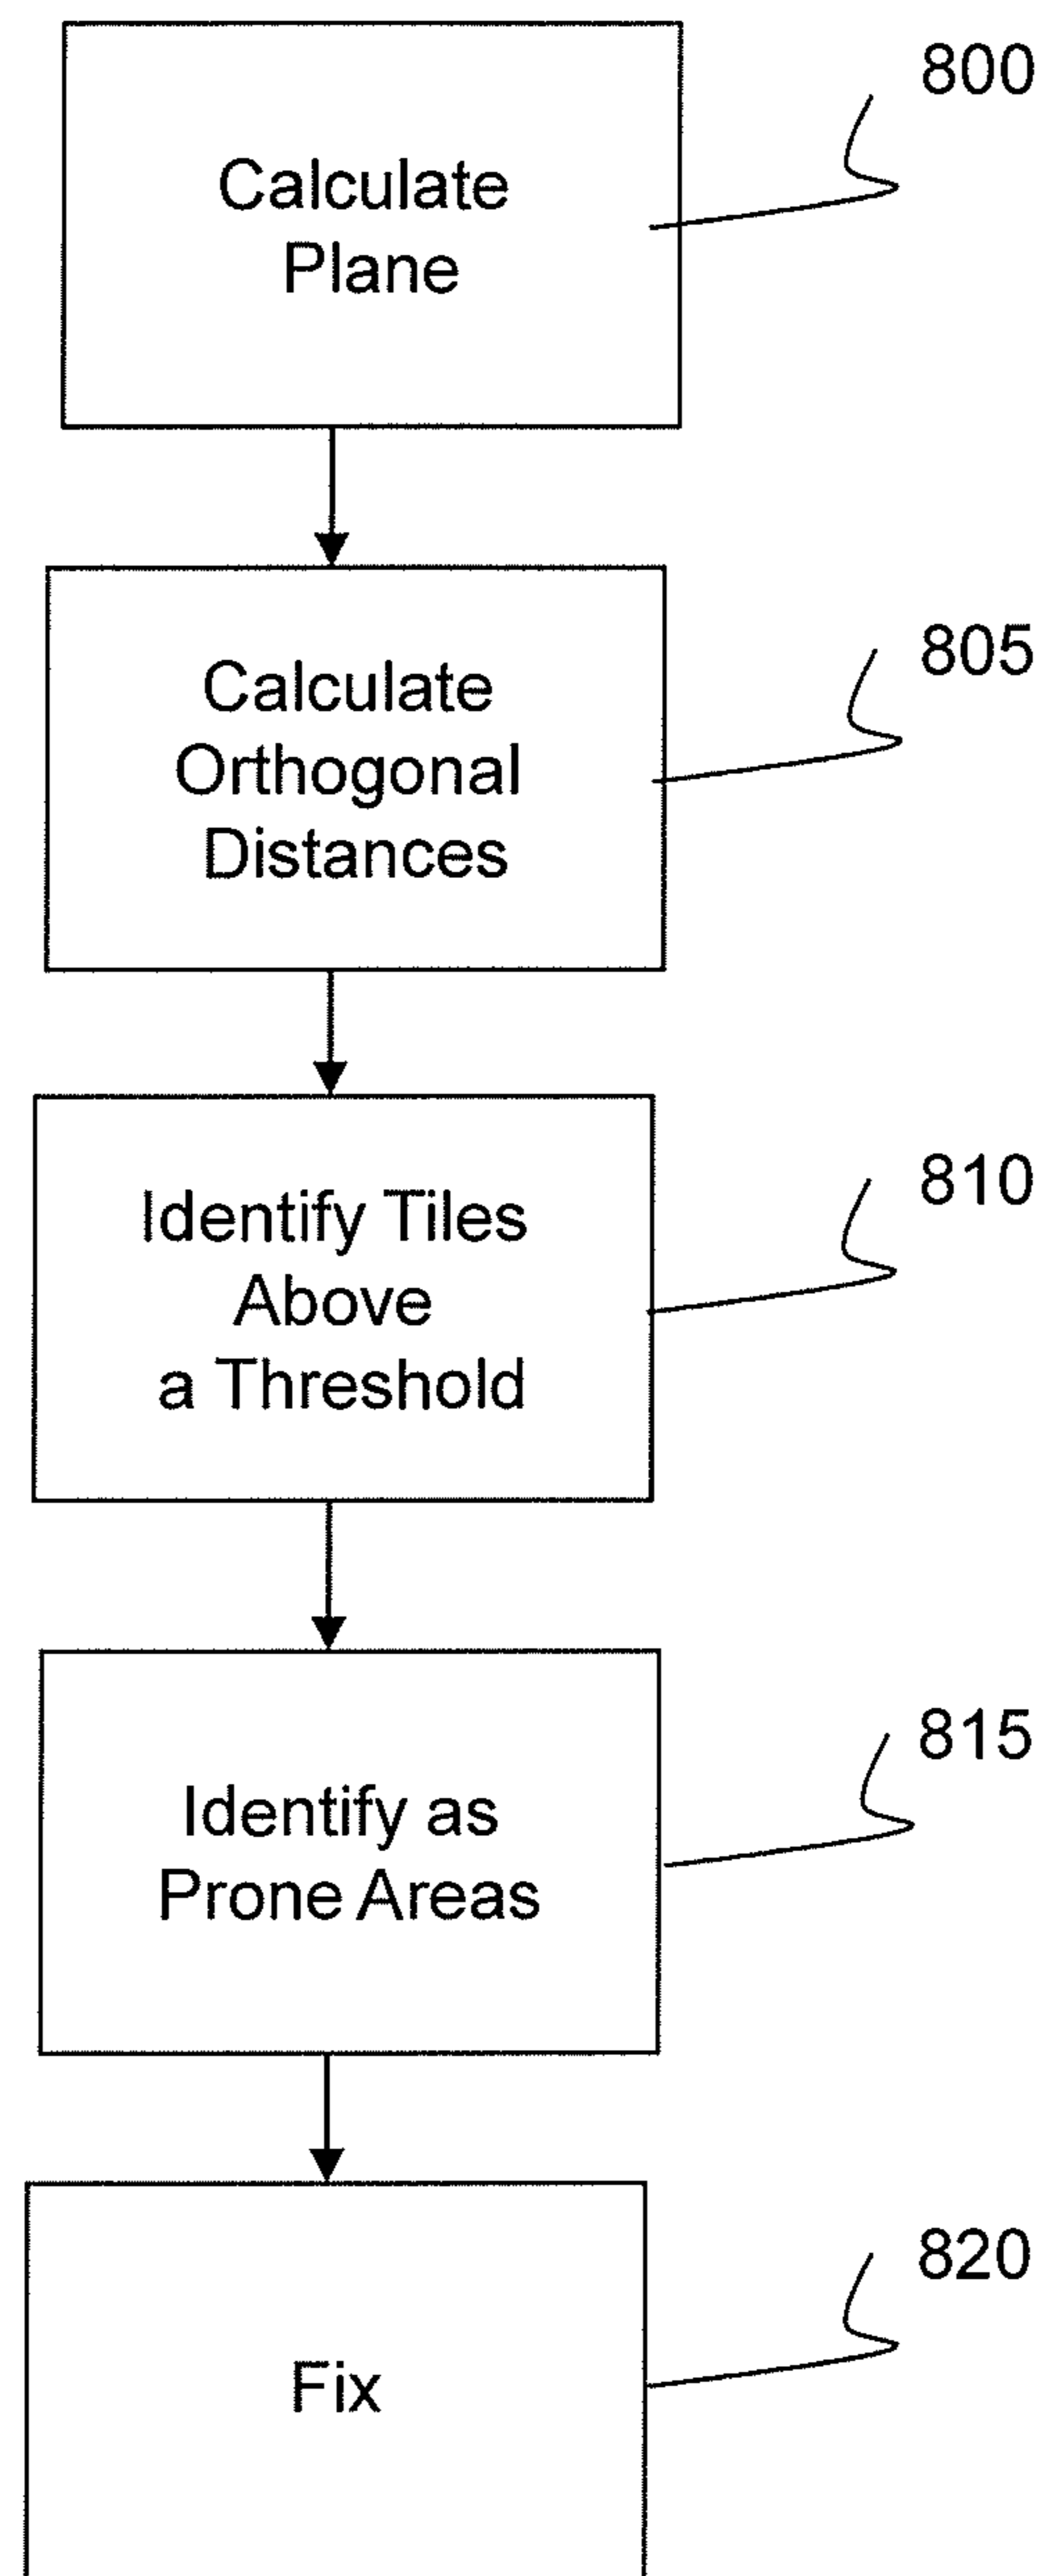 800
Calculate
Plane
805
Calculate
Orthogonal
Distances
810
Identify Tiles
Above
a Threshold
815
Identify as
Prone Areas
820
Fix